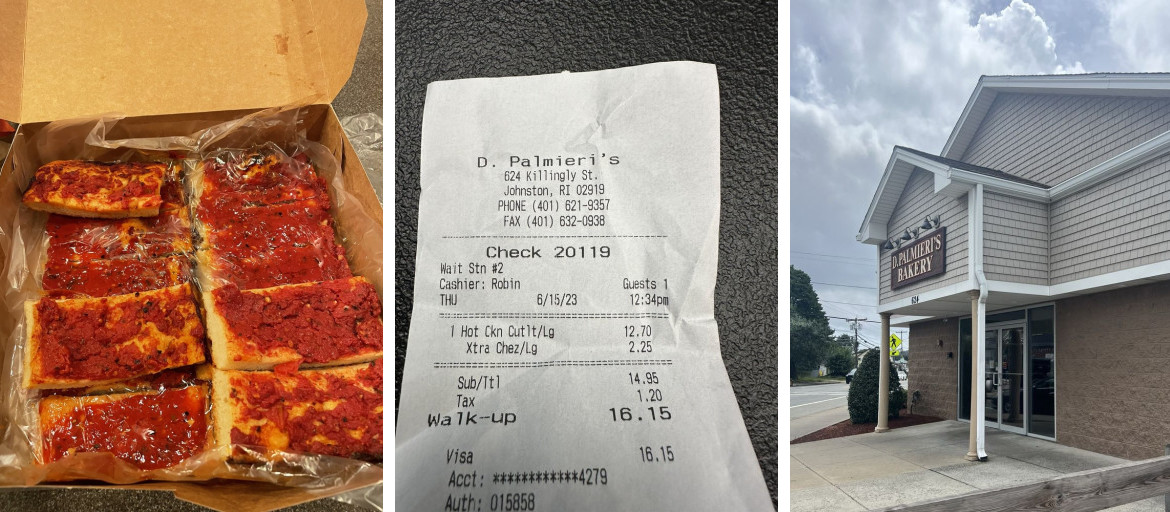 D. Palmieri's
624 Killingly St.
Johnston, RI 02919
PHONE (401) 621-9357
FAX (401) 632-0938
Check 20119
Wait Stn #2
Cashier: Robin Guests 1
THU 6/15/23 12:34pm
1 Hot Ckn Cutlt/Lg 12.70
Xtra Chez/Lg 2.25
Sub/Ttl 14.95
Tax 1.20
Walk-up 16.15
Visa 16.15
Acct: ************4279
Auth: 015858
D. PALMIERI'S
BAKERY
624